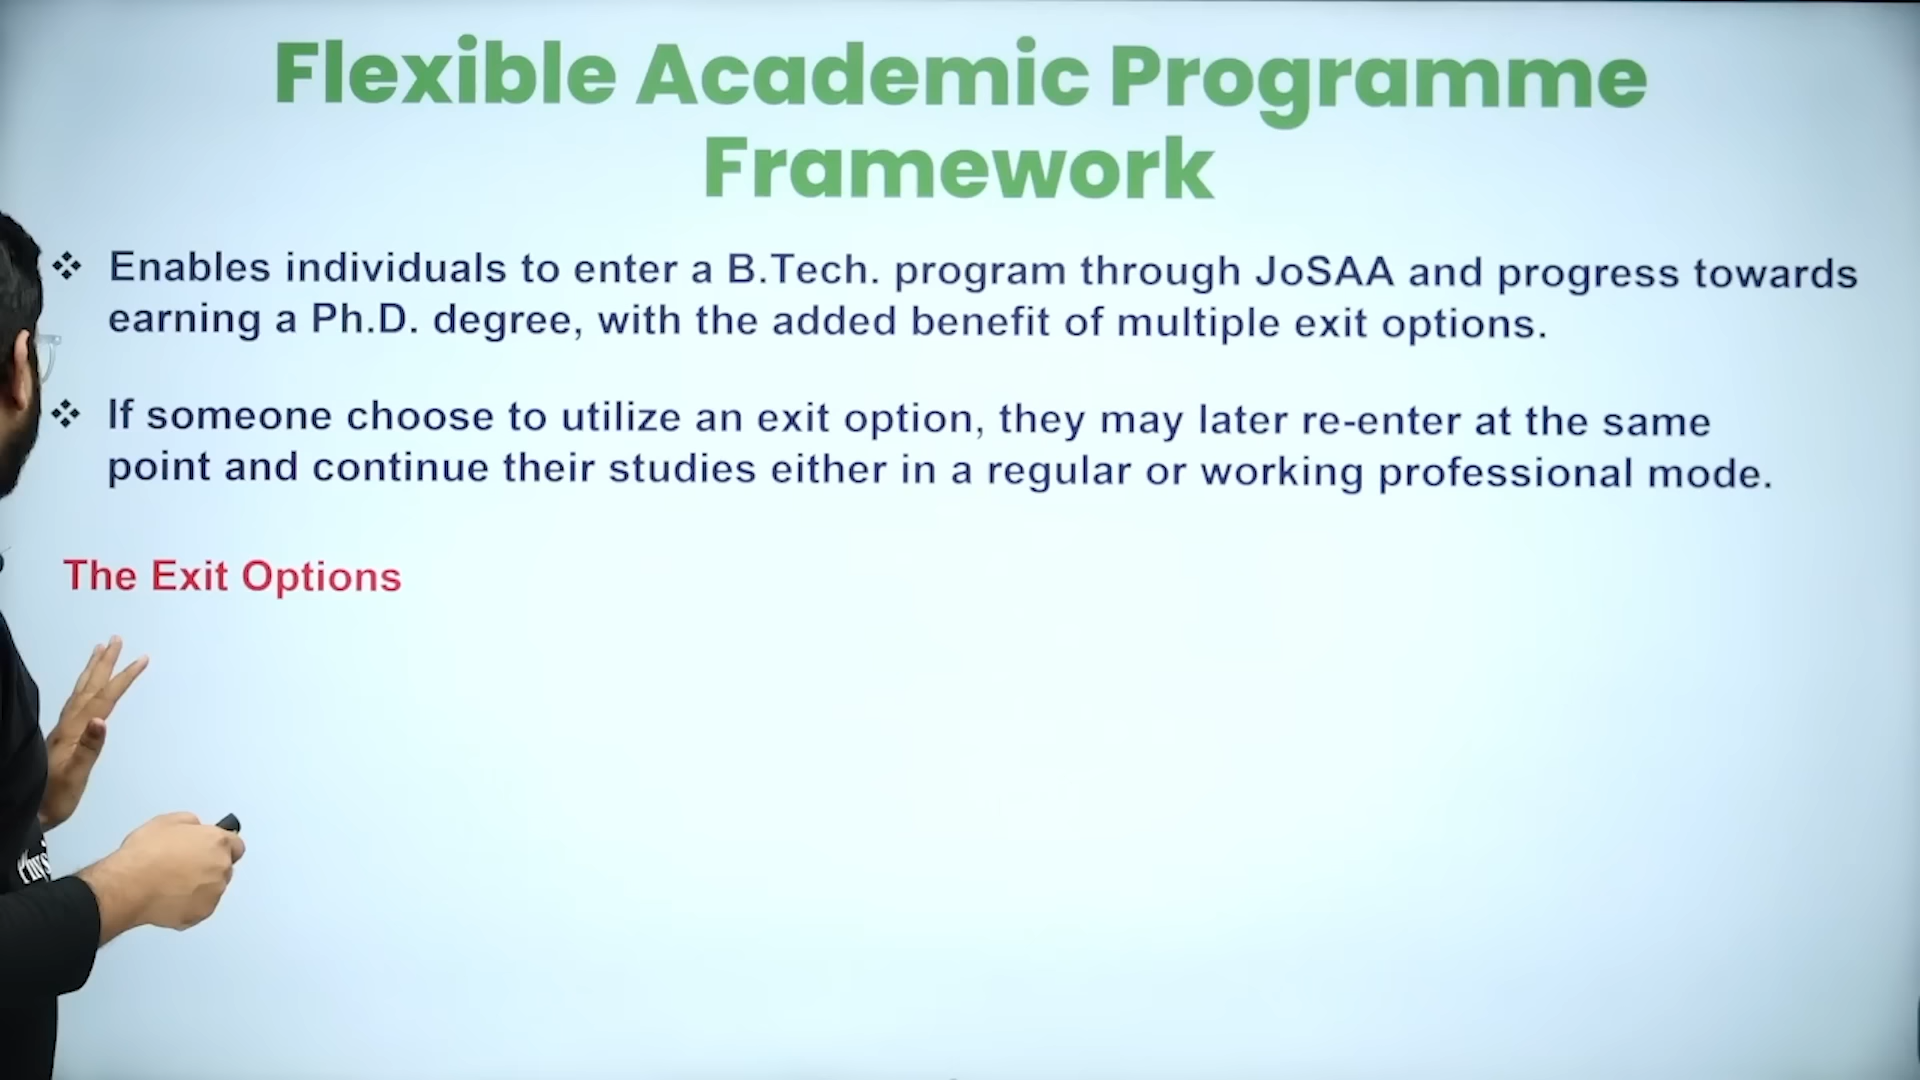 Flexible Academic Programme
Framework
Enables individuals to enter a B.Tech. program through JoSAA and progress towards
earning a Ph.D. degree, with the added benefit of multiple exit options.
If someone choose to utilize an exit option, they may later re-enter at the same
point and continue their studies either in a regular or working professional mode.
The Exit Options